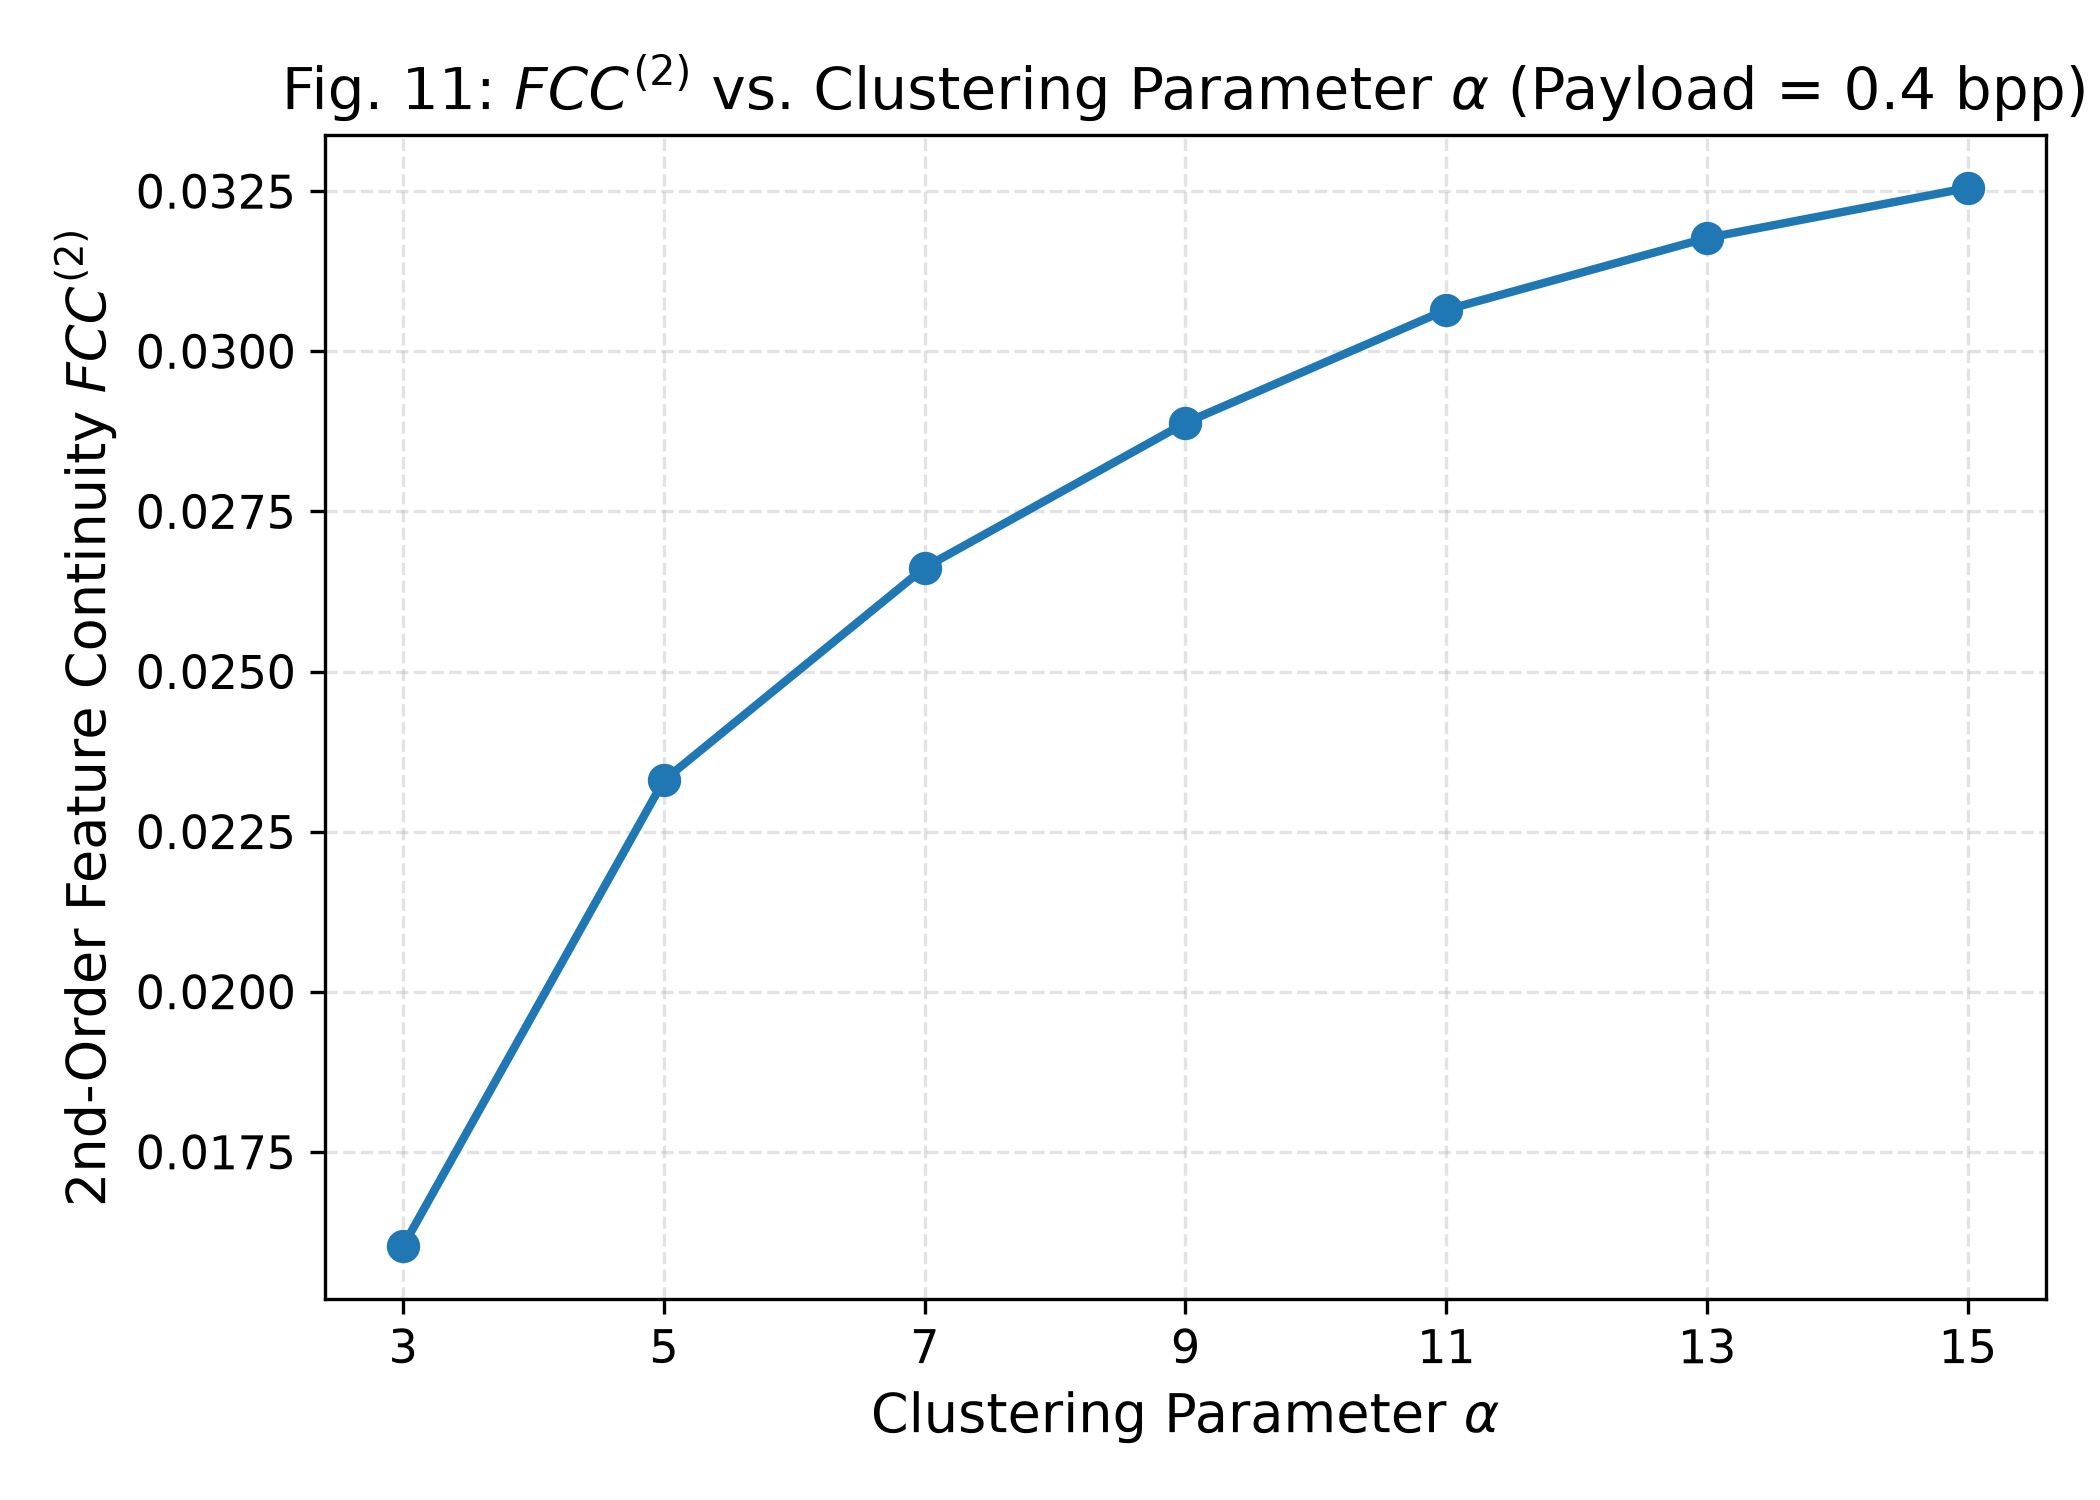 Fig. 11: FCC⁽²⁾ vs. Clustering Parameter α (Payload = 0.4 bpp)
2nd-Order Feature Continuity FCC⁽²⁾
0.0325
0.0300
0.0275
0.0250
0.0225
0.0200
0.0175
3 5 7 9 11 13 15
Clustering Parameter α